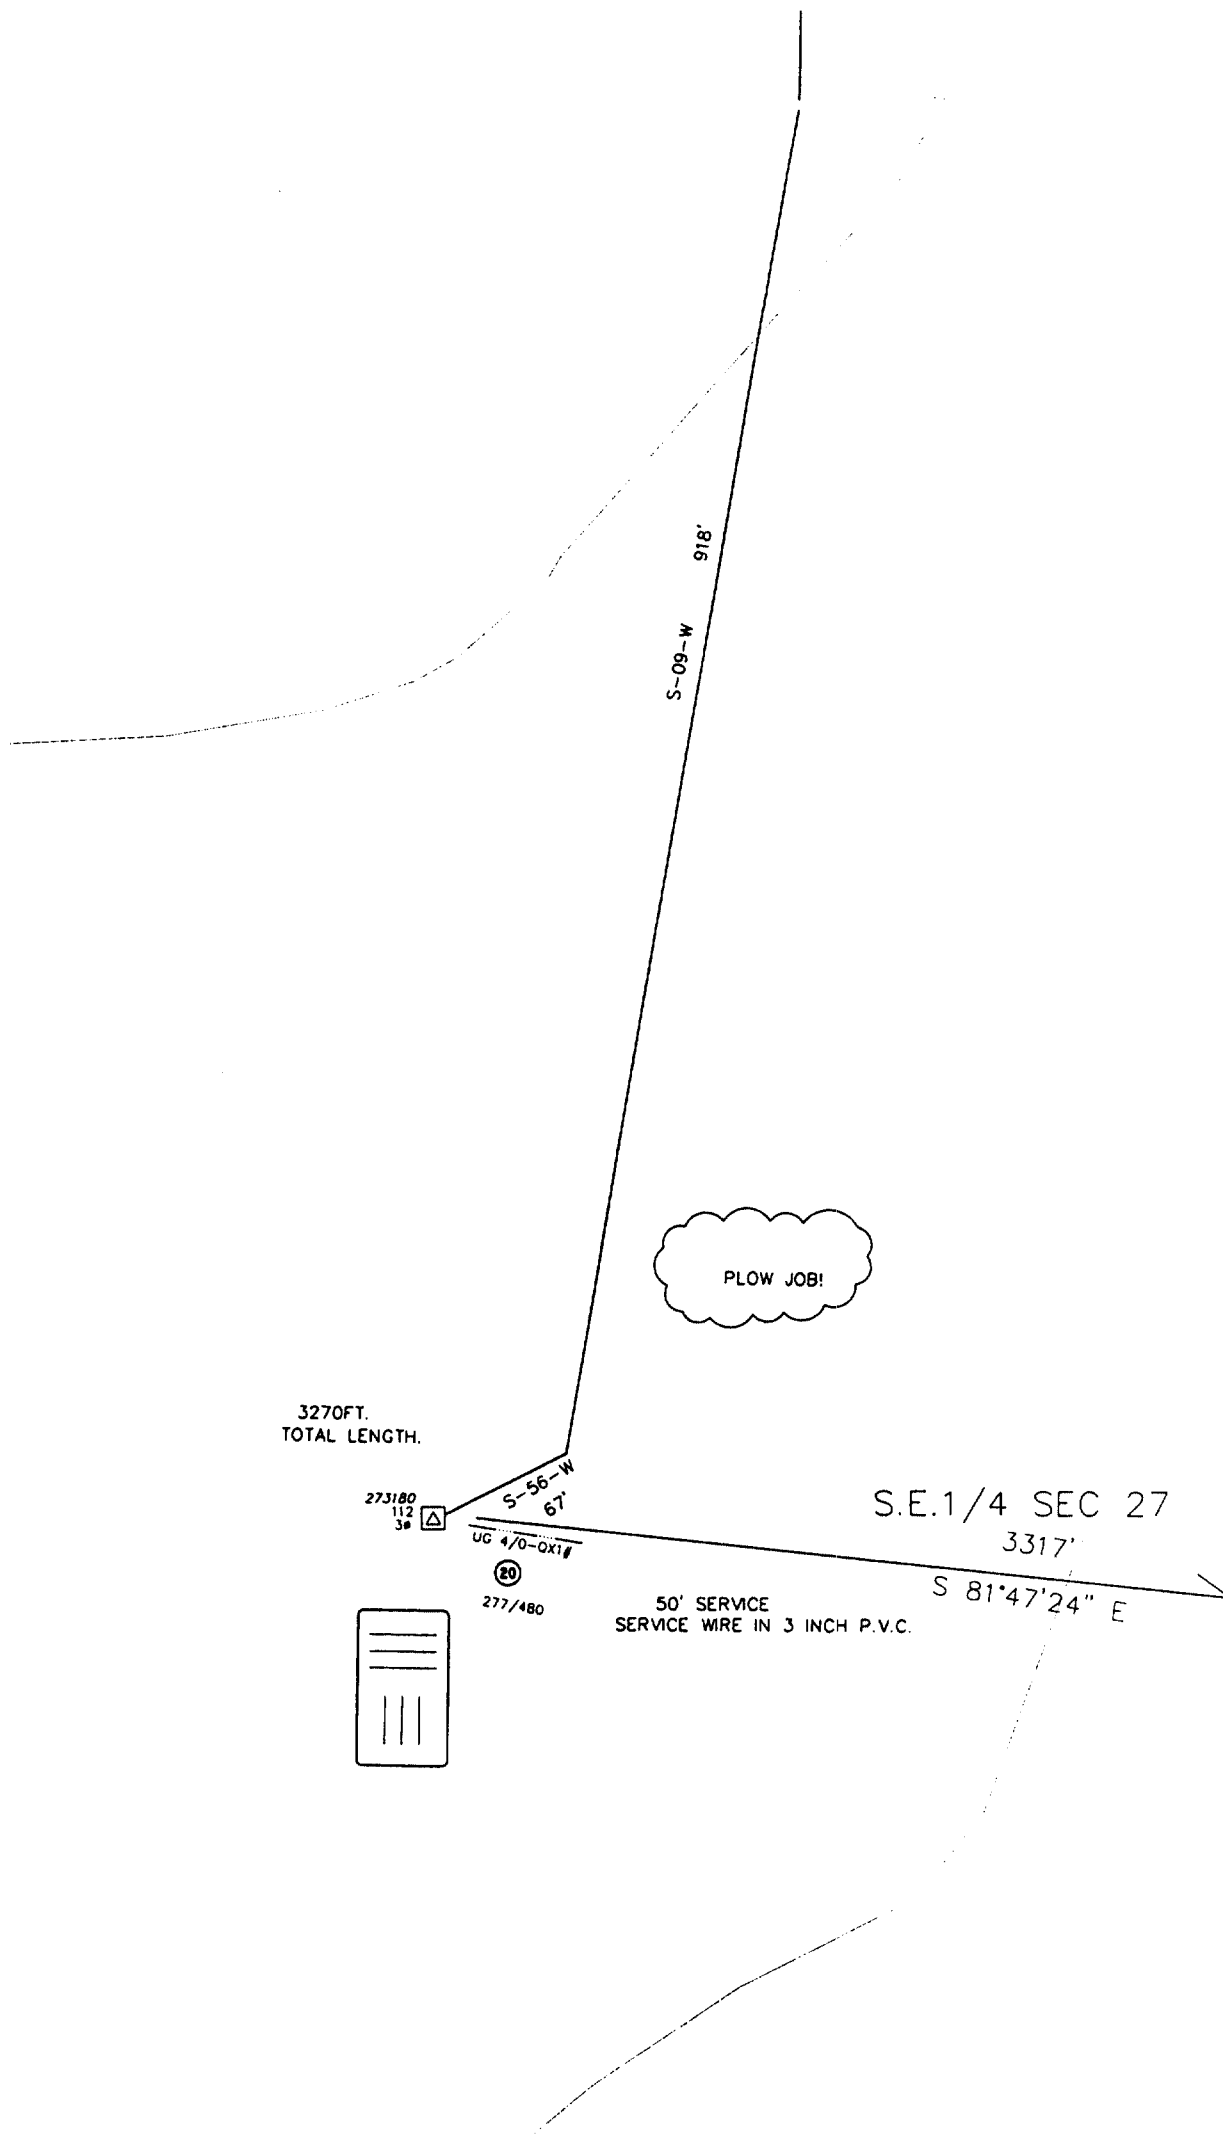 918'
S-09-W
PLOW JOB!
3270FT.
TOTAL LENGTH.
273180
112
3ø
S-56-W
67'
UG 4/0-QX1#
20
277/480
S.E.1/4 SEC 27
3317'
S 81°47'24" E
50' SERVICE
SERVICE WIRE IN 3 INCH P.V.C.